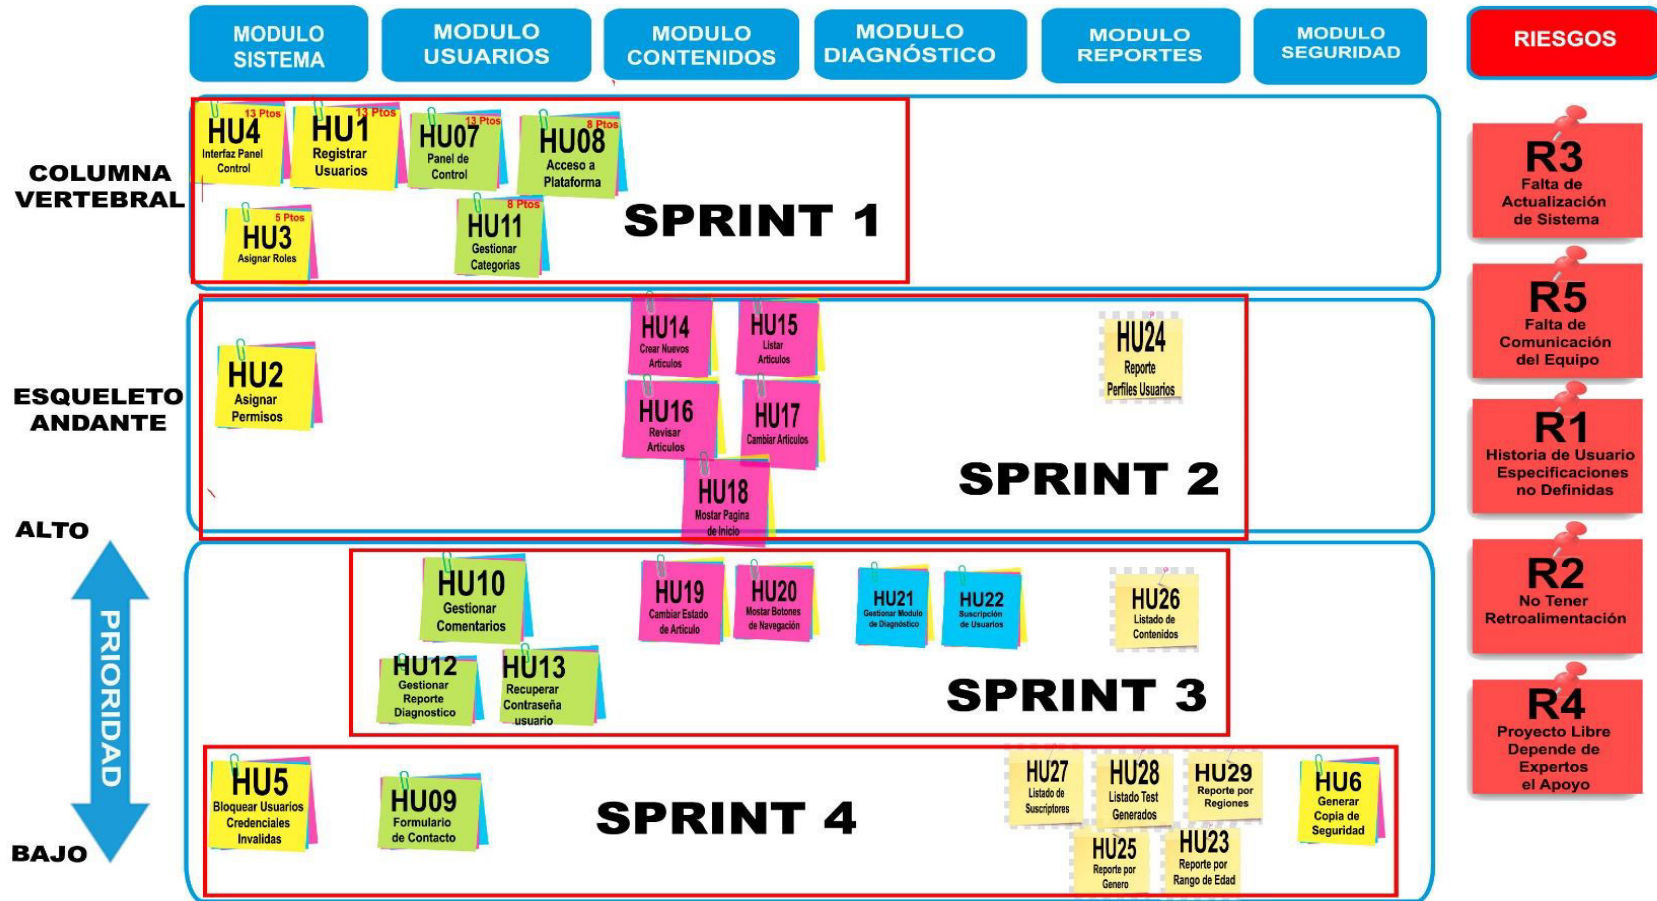 MODULO
SISTEMA
MODULO
USUARIOS
MODULO
CONTENIDOS
MODULO
DIAGNÓSTICO
MODULO
REPORTES
MODULO
SEGURIDAD
RIESGOS
COLUMNA
VERTEBRAL
13 Ptos
HU4
Interfaz Panel
Control
13 Ptos
HU1
Registrar
Usuarios
13 Ptos
HU07
Panel de
Control
8 Ptos
HU08
Acceso a
Plataforma
5 Ptos
HU3
Asignar Roles
8 Ptos
HU11
Gestionar
Categorias
SPRINT 1
ESQUELETO
ANDANTE
HU2
Asignar
Permisos
HU14
Crear Nuevos
Articulos
HU15
Listar
Articulos
HU16
Revisar
Articulos
HU17
Cambiar Articulos
HU18
Mostar Pagina
de Inicio
HU24
Reporte
Perfiles Usuarios
SPRINT 2
ALTO
PRIORIDAD
BAJO
HU10
Gestionar
Comentarios
HU19
Cambiar Estado
de Articulo
HU20
Mostar Botones
de Navegación
HU21
Gestionar Modulo
de Diagnóstico
HU22
Suscripción
de Usuarios
HU26
Listado de
Contenidos
HU12
Gestionar
Reporte
Diagnostico
HU13
Recuperar
Contraseña
usuario
SPRINT 3
HU5
Bloquear Usuarios
Credenciales
Invalidas
HU09
Formulario
de Contacto
SPRINT 4
HU27
Listado de
Suscriptores
HU28
Listado Test
Generados
HU29
Reporte por
Regiones
HU25
Reporte por
Genero
HU23
Reporte por
Rango de Edad
HU6
Generar
Copia de
Seguridad
R3
Falta de
Actualización
de Sistema
R5
Falta de
Comunicación
del Equipo
R1
Historia de Usuario
Especificaciones
no Definidas
R2
No Tener
Retroalimentación
R4
Proyecto Libre
Depende de
Expertos
el Apoyo